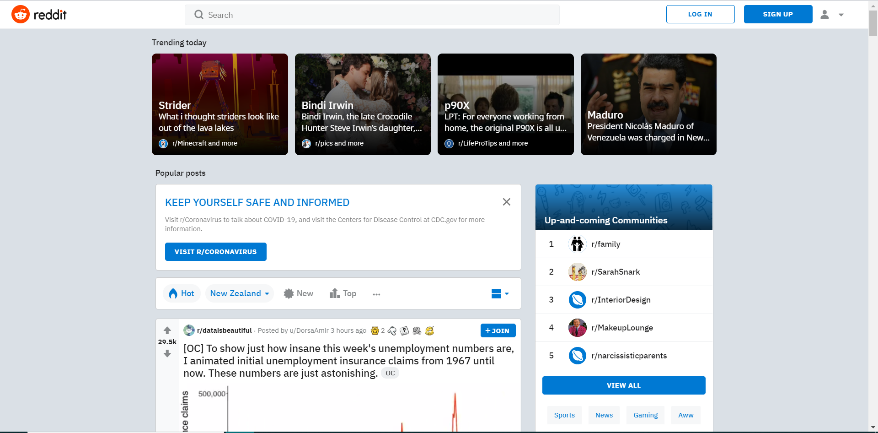 reddit
Search
LOG IN
SIGN UP
Trending today
Strider
What i thought striders look like
out of the lava lakes
r/Minecraft and more
Bindi Irwin
Bindi Irwin, the late Crocodile
Hunter Steve Irwin's daughter,...
r/pics and more
p90X
LPT: For everyone working from
home, the original P90X is all u...
r/LifeProTips and more
Maduro
President Nicolás Maduro of
Venezuela was charged in New...
Popular posts
KEEP YOURSELF SAFE AND INFORMED
Visit r/Coronavirus to talk about COVID-19, and visit the Centers for Disease Control at CDC.gov for more
information.
VISIT R/CORONAVIRUS
Hot
New Zealand
New
Top
...
r/dataisbeautiful · Posted by u/DorsaAmir 3 hours ago 2
+ JOIN
29.5k
[OC] To show just how insane this week's unemployment numbers are,
I animated initial unemployment insurance claims from 1967 until
now. These numbers are just astonishing. OC
500,000
claims
Up-and-coming Communities
1 r/family
2 r/SarahSnark
3 r/InteriorDesign
4 r/MakeupLounge
5 r/narcissisticparents
VIEW ALL
Sports
News
Gaming
Aww